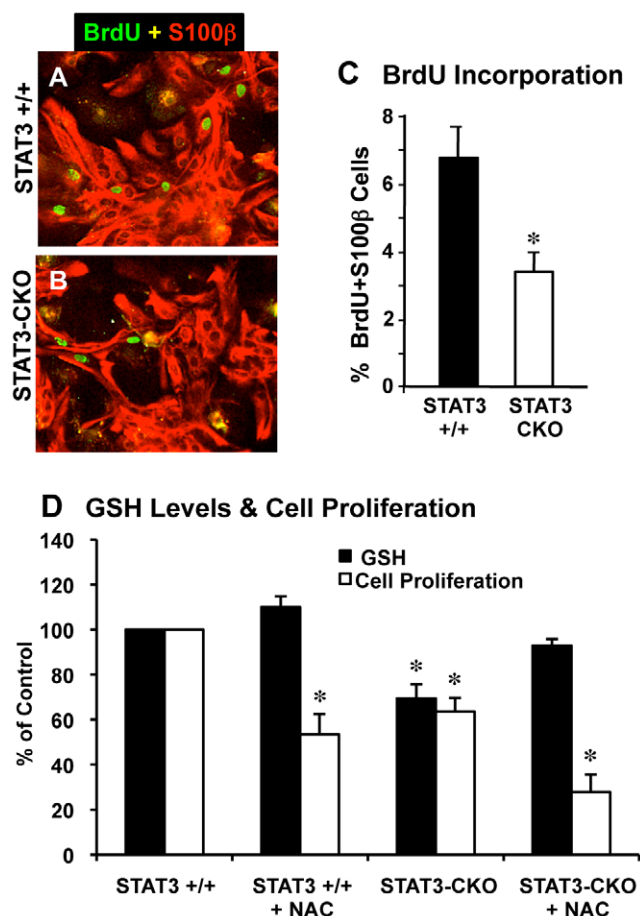 BrdU + S100β
A
STAT3 +/+
B
STAT3-CKO
C BrdU Incorporation
% BrdU+S100β Cells
8
6
4
2
0
*
STAT3
+/+
STAT3
CKO
D GSH Levels & Cell Proliferation
GSH
Cell Proliferation
% of Control
140
120
100
80
60
40
20
0
*
*
*
*
STAT3 +/+
STAT3 +/+
+ NAC
STAT3-CKO
STAT3-CKO
+ NAC